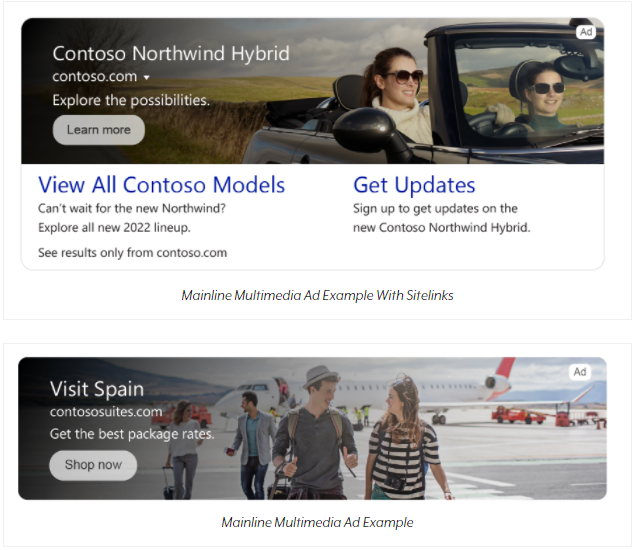 Ad
Contoso Northwind Hybrid
contoso.com
Explore the possibilities.
Learn more
View All Contoso Models
Can't wait for the new Northwind?
Explore all new 2022 lineup.
See results only from contoso.com
Get Updates
Sign up to get updates on the
new Contoso Northwind Hybrid.
Mainline Multimedia Ad Example With Sitelinks
Ad
Visit Spain
contososuites.com
Get the best package rates.
Shop now
Mainline Multimedia Ad Example